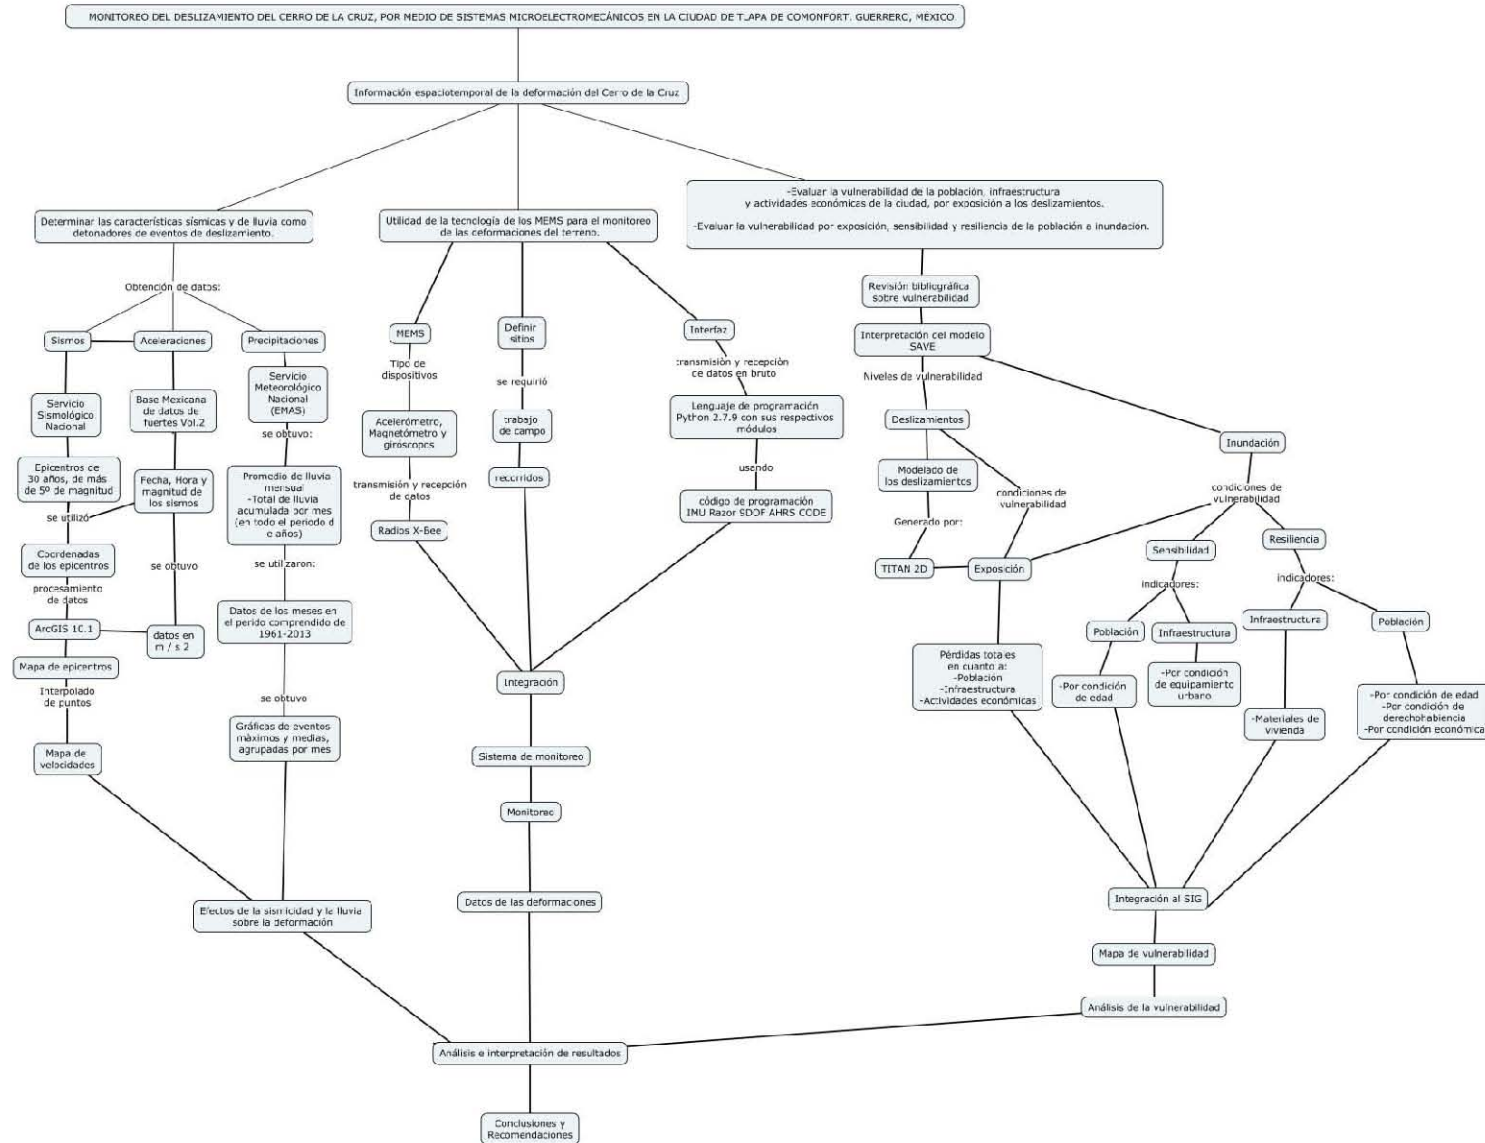 MONITOREO DEL DESLIZAMIENTO DEL CERRO DE LA CRUZ, POR MEDIO DE SISTEMAS MICROELECTROMECÁNICOS EN LA CIUDAD DE TLAPA DE COMONFORT. GUERRERO, MÉXICO
Información espaciotemporal de la deformación del Cerro de la Cruz
Determinar las características sísmicas y de lluvia como
detonadores de eventos de deslizamiento.
Obtención de datos:
Sismos
Aceleraciones
Precipitaciones
Servicio
Sismológico
Nacional
Base Mexicana
de datos de
fuertes Vol.2
Servicio
Meteorológico
Nacional
(EMAS)
se obtuvo:
Epicentros de
30 años, de más
de 5º de magnitud
Fecha, Hora y
magnitud de
los sismos
Promedio de lluvia
mensual
-Total de lluvia
acumulada por mes
(en todo el periodo d
e años)
se utilizó
Coordenadas
de los epicentros
se obtuvo
se utilizaron:
procesamiento
de datos
Datos de los meses en
el perido comprendido de
1961-2013
ArcGIS 10.1
datos en
m / s 2
Mapa de epicentros
Interpolado
de puntos
se obtuvo
Mapa de
velocidades
Gráficas de eventos
máximos y medias,
agrupadas por mes
Efectos de la sismicidad y la lluvia
sobre la deformación
Utilidad de la tecnología de los MEMS para el monitoreo
de las deformaciones del terreno.
MEMS
Tipo de
dispositivos
Acelerómetro,
Magnetómetro y
giróscopos
transmisión y recepción
de datos
Radios X-Bee
Definir
sitios
se requirió
trabajo
de campo
recorridos
Interfaz
transmisión y recepción
de datos en bruto
Lenguaje de programación
Python 2.7.9 con sus respectivos
módulos
usando
código de programación
IMU Razor 9DOF AHRS CODE
Integración
Sistema de monitoreo
Monitoreo
Datos de las deformaciones
-Evaluar la vulnerabilidad de la población, infraestructura
y actividades económicas de la ciudad, por exposición a los deslizamientos.
-Evaluar la vulnerabilidad por exposición, sensibilidad y resiliencia de la población a inundación.
Revisión bibliográfica
sobre vulnerabilidad
Interpretación del modelo
SAVE
Niveles de vulnerabilidad
Deslizamientos
Inundación
Modelado de
los deslizamientos
condiciones de
vulnerabilidad
condiciones de
vulnerabilidad
Generado por:
TITAN 2D
Exposición
Sensibilidad
Resiliencia
indicadores:
indicadores:
Población
Infraestructura
Infraestructura
Población
Pérdidas totales
en cuanto a:
-Población
-Infraestructura
-Actividades económicas
-Por condición
de edad
-Por condición
de equipamiento
urbano
-Materiales de
vivienda
-Por condición de edad
-Por condición de
derechohabiencia
-Por condición económica
Integración al SIG
Mapa de vulnerabilidad
Análisis de la vulnerabilidad
Análisis e interpretación de resultados
Conclusiones y
Recomendaciones